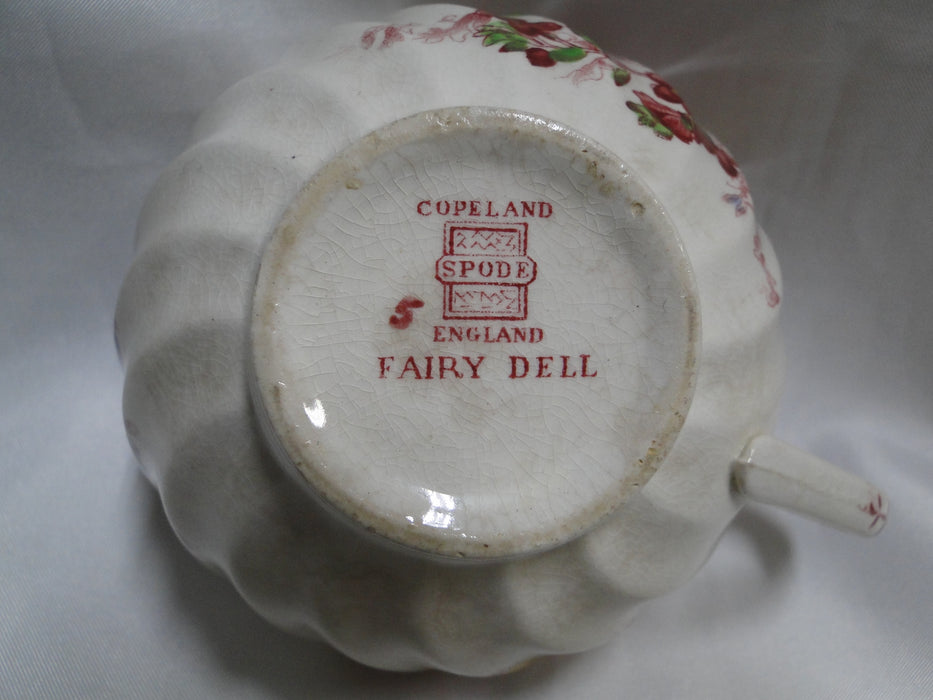 COPELAND
SPODE
ENGLAND
FAIRY DELL
5